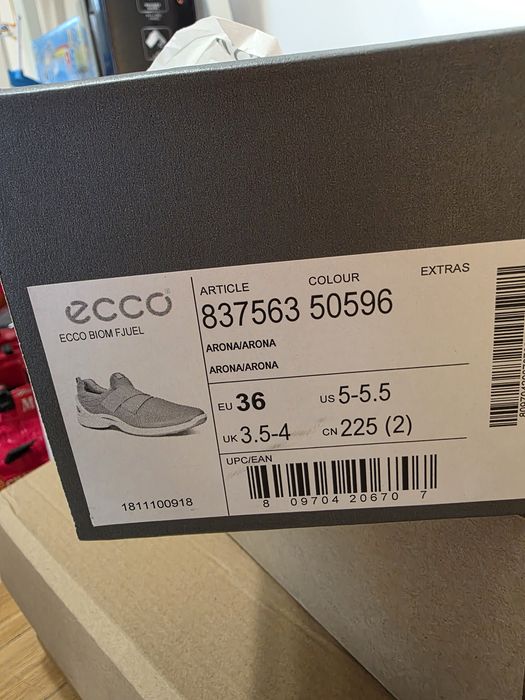 ecco
ECCO BIOM FJUEL
1811100918
ARTICLE COLOUR EXTRAS
837563 50596
ARONA/ARONA
ARONA/ARONA
EU 36 US 5-5.5
UK 3.5-4 CN 225 (2)
UPC/EAN
8 09704 20670 7